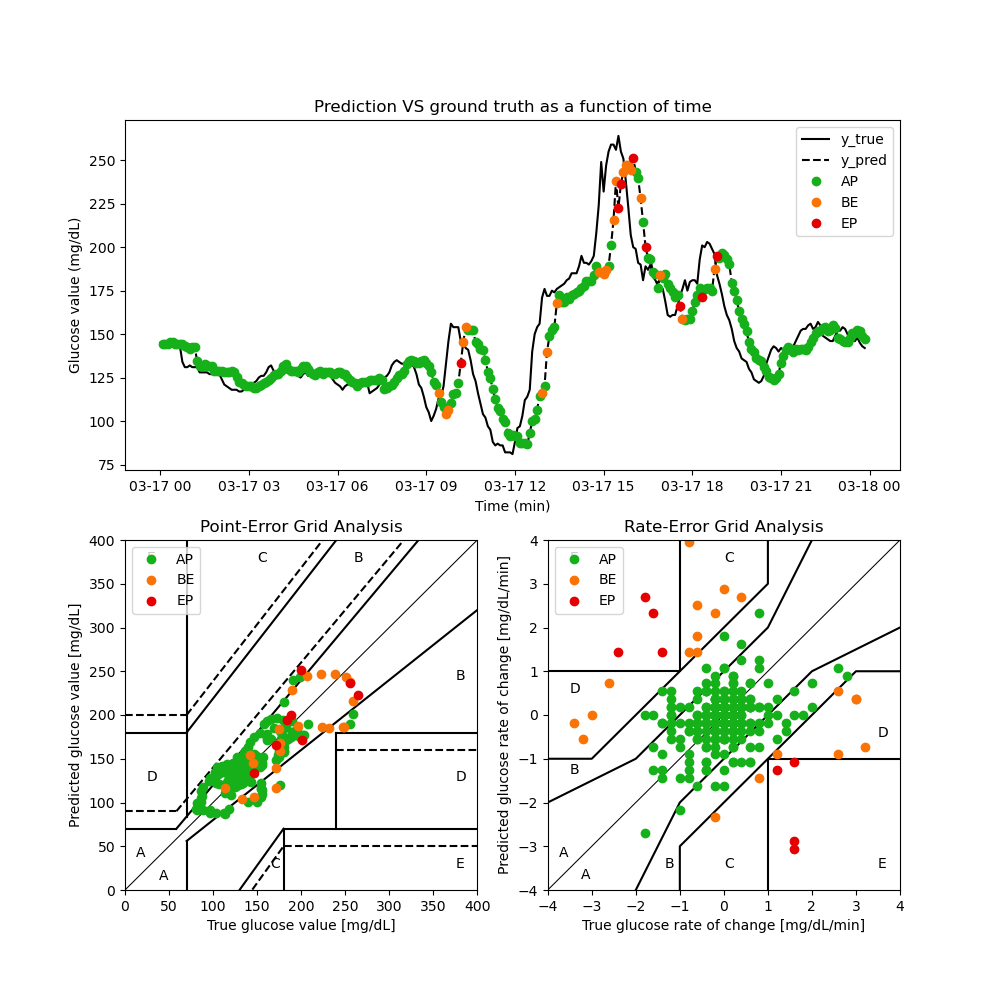 Prediction VS ground truth as a function of time
Glucose value (mg/dL)
250
225
200
175
150
125
100
75
y_true
y_pred
AP
BE
EP
03-17 00 03-17 03 03-17 06 03-17 09 03-17 12 03-17 15 03-17 18 03-17 21 03-18 00
Time (min)
Point-Error Grid Analysis
Predicted glucose value [mg/dL]
400
350
300
250
200
150
100
50
0
AP
BE
EP
C
B
B
D
D
A
A
C
E
0 50 100 150 200 250 300 350 400
True glucose value [mg/dL]
Rate-Error Grid Analysis
Predicted glucose rate of change [mg/dL/min]
4
3
2
1
0
−1
−2
−3
−4
AP
BE
EP
C
D
D
B
A
A
B
C
E
−4 −3 −2 −1 0 1 2 3 4
True glucose rate of change [mg/dL/min]